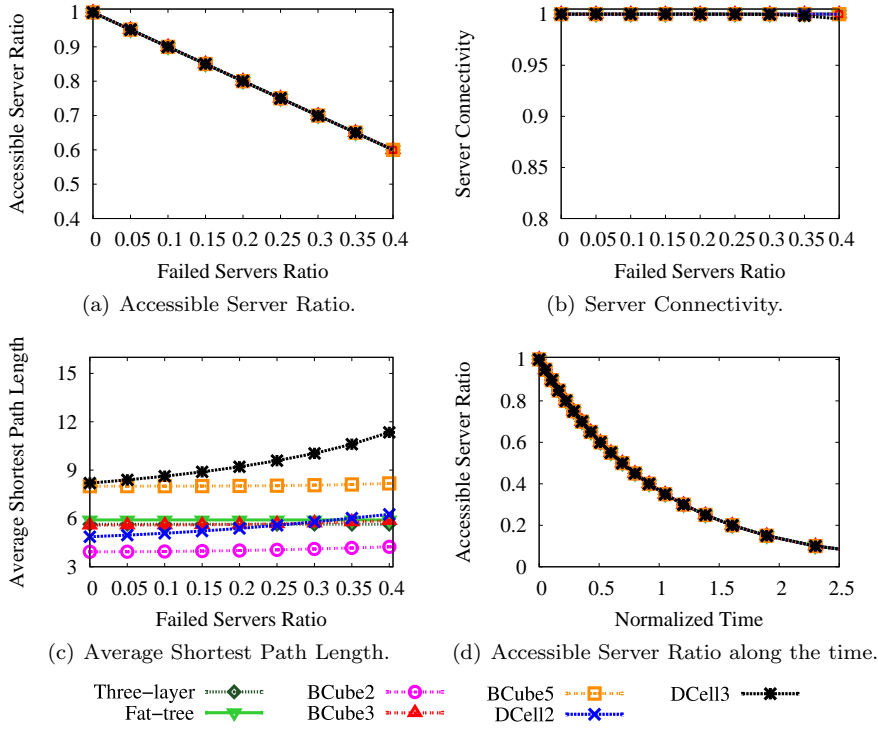 1
0.9
0.8
0.7
0.6
0.5
0.4
0 0.05 0.1 0.15 0.2 0.25 0.3 0.35 0.4
Accessible Server Ratio
Failed Servers Ratio
(a) Accessible Server Ratio.
1
0.95
0.9
0.85
0.8
0 0.05 0.1 0.15 0.2 0.25 0.3 0.35 0.4
Server Connectivity
Failed Servers Ratio
(b) Server Connectivity.
15
12
9
6
3
0 0.05 0.1 0.15 0.2 0.25 0.3 0.35 0.4
Average Shortest Path Length
Failed Servers Ratio
(c) Average Shortest Path Length.
1
0.8
0.6
0.4
0.2
0
0 0.5 1 1.5 2 2.5
Accessible Server Ratio
Normalized Time
(d) Accessible Server Ratio along the time.
Three−layer
Fat−tree
BCube2
BCube3
BCube5
DCell2
DCell3